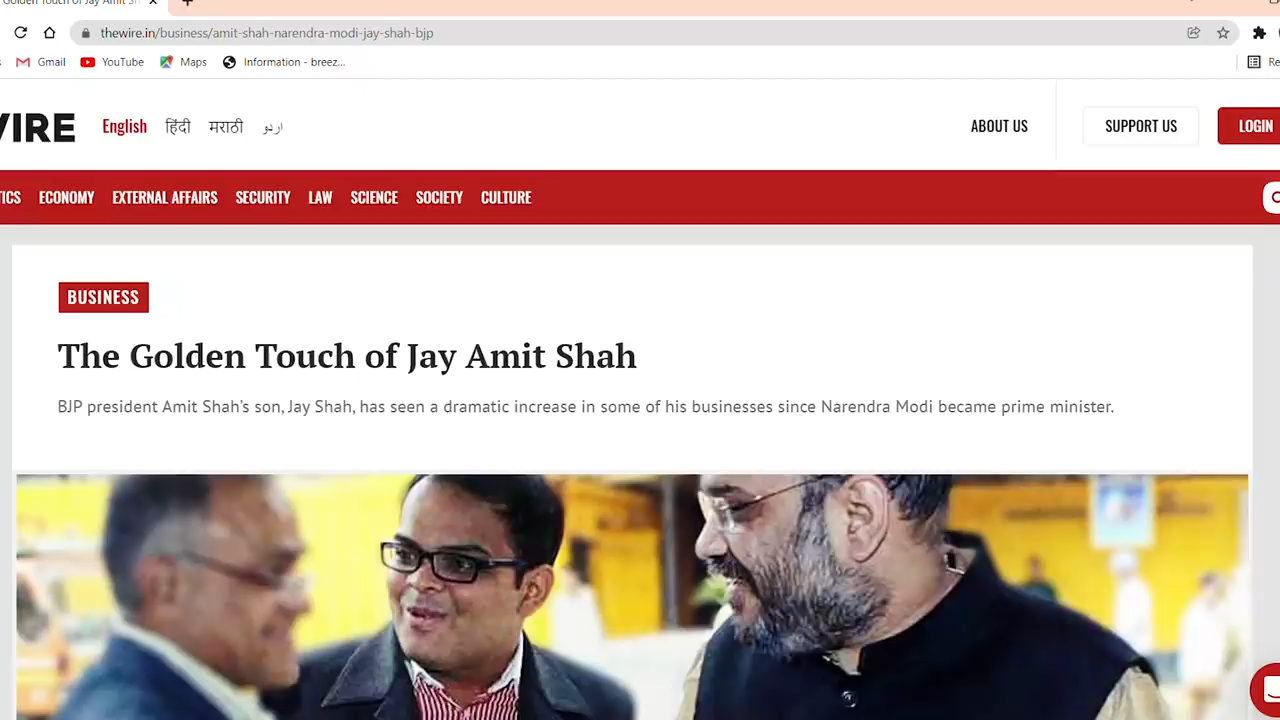 Golden Touch of Jay Amit Sh
thewire.in/business/amit-shah-narendra-modi-jay-shah-bjp
Gmail YouTube Maps Information - breez...
WIRE English हिंदी मराठी اردو ABOUT US SUPPORT US LOGIN
TICS ECONOMY EXTERNAL AFFAIRS SECURITY LAW SCIENCE SOCIETY CULTURE
BUSINESS
The Golden Touch of Jay Amit Shah
BJP president Amit Shah’s son, Jay Shah, has seen a dramatic increase in some of his businesses since Narendra Modi became prime minister.